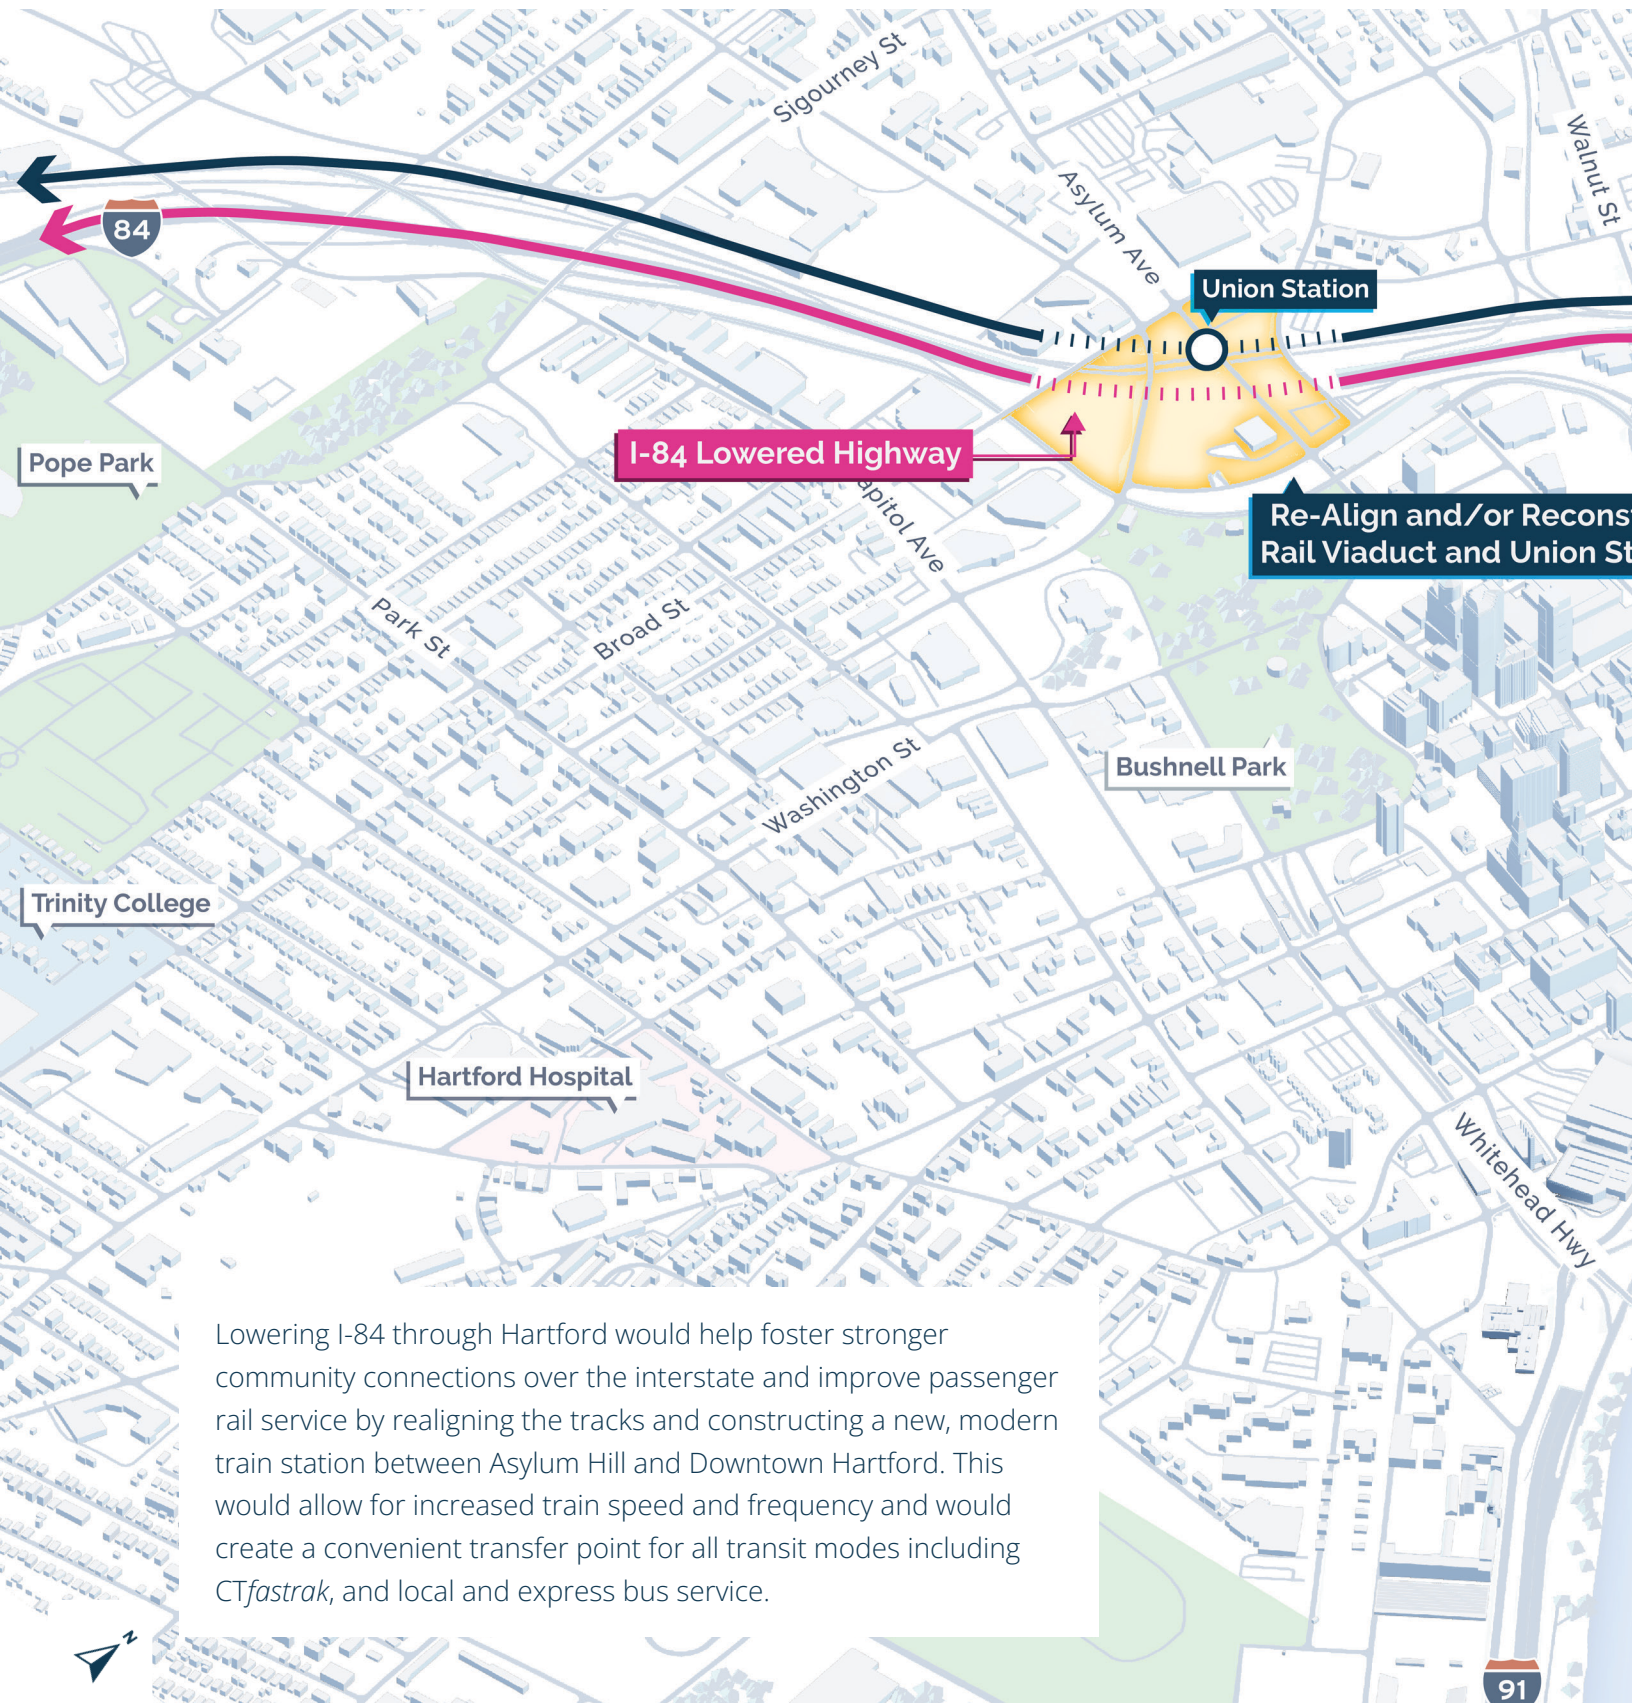 Sigourney St
Walnut St
Asylum Ave
84
Union Station
I-84 Lowered Highway
Pope Park
apitol Ave
Re-Align and/or Recons
Rail Viaduct and Union St
Park St
Broad St
Washington St
Bushnell Park
Trinity College
Hartford Hospital
Whitehead Hwy
Lowering I-84 through Hartford would help foster stronger
community connections over the interstate and improve passenger
rail service by realigning the tracks and constructing a new, modern
train station between Asylum Hill and Downtown Hartford. This
would allow for increased train speed and frequency and would
create a convenient transfer point for all transit modes including
CTfastrak, and local and express bus service.
N
91